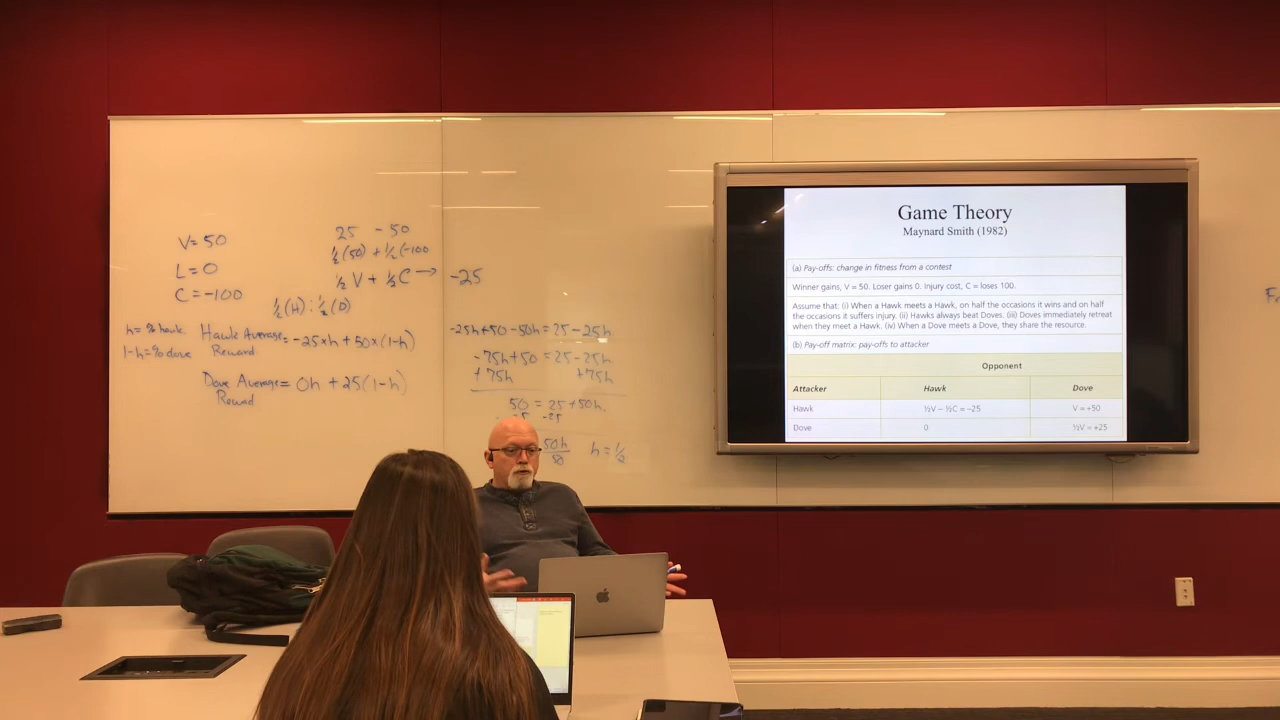 V= 50
L= 0
C= -100
25 - 50
½(50) + ½(-100
½V + ½C → -25
½(H) : ½(D)
h= % hawk
1-h=% dove
Hawk Average = -25×h + 50×(1-h)
Reward
Dove Average = 0h + 25(1-h)
Reward
-25h+50-50h=25-25h
-75h+50=25-25h
+75h +75h
50 = 25+50h
-25 -25
50h
50
h=½
Game Theory
Maynard Smith (1982)
(a) Pay-offs: change in fitness from a contest
Winner gains, V = 50. Loser gains 0. Injury cost, C = loses 100.
Assume that: (i) When a Hawk meets a Hawk, on half the occasions it wins and on half
the occasions it suffers injury. (ii) Hawks always beat Doves. (iii) Doves immediately retreat
when they meet a Hawk. (iv) When a Dove meets a Dove, they share the resource.
(b) Pay-off matrix: pay-offs to attacker
Opponent
Attacker Hawk Dove
Hawk ½V − ½C = −25 V = +50
Dove 0 ½V = +25